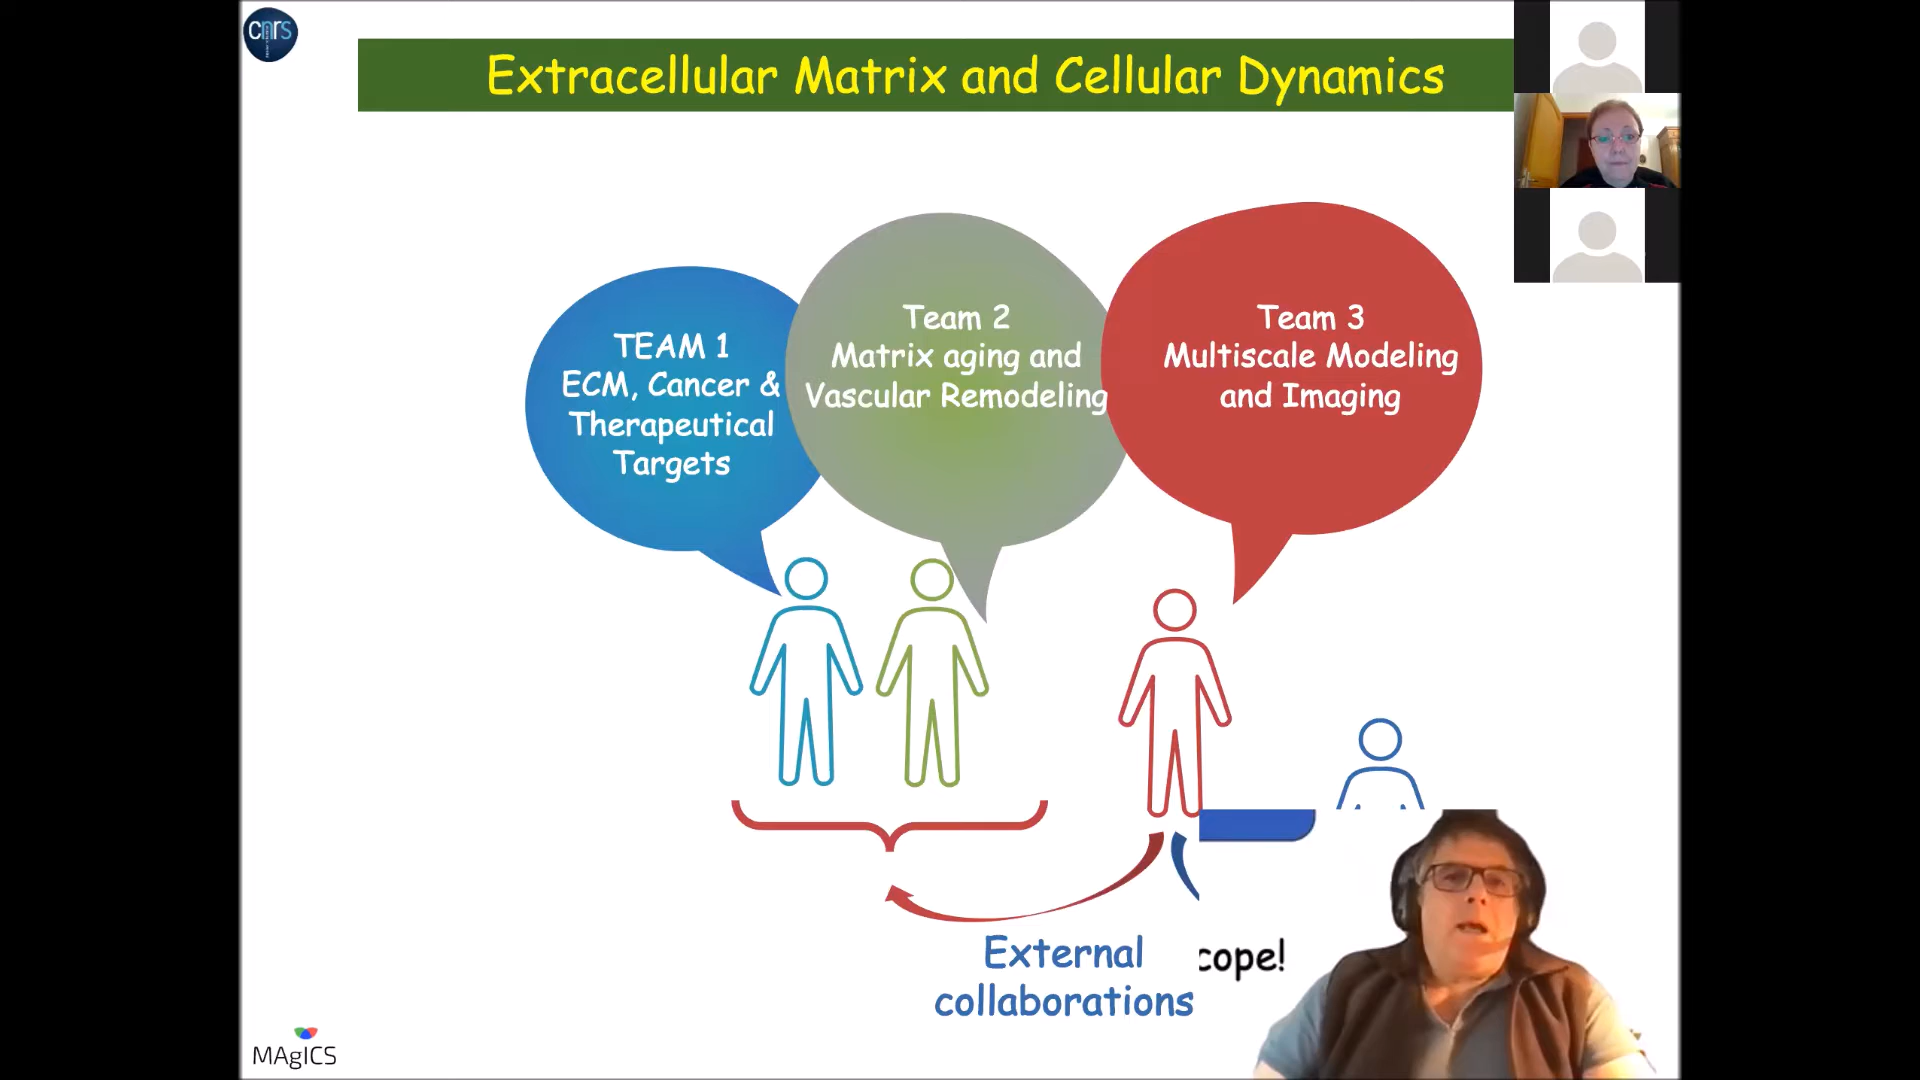 cnrs
Extracellular Matrix and Cellular Dynamics
TEAM 1
ECM, Cancer &
Therapeutical
Targets
Team 2
Matrix aging and
Vascular Remodeling
Team 3
Multiscale Modeling
and Imaging
External
collaborations
cope!
MAgICS